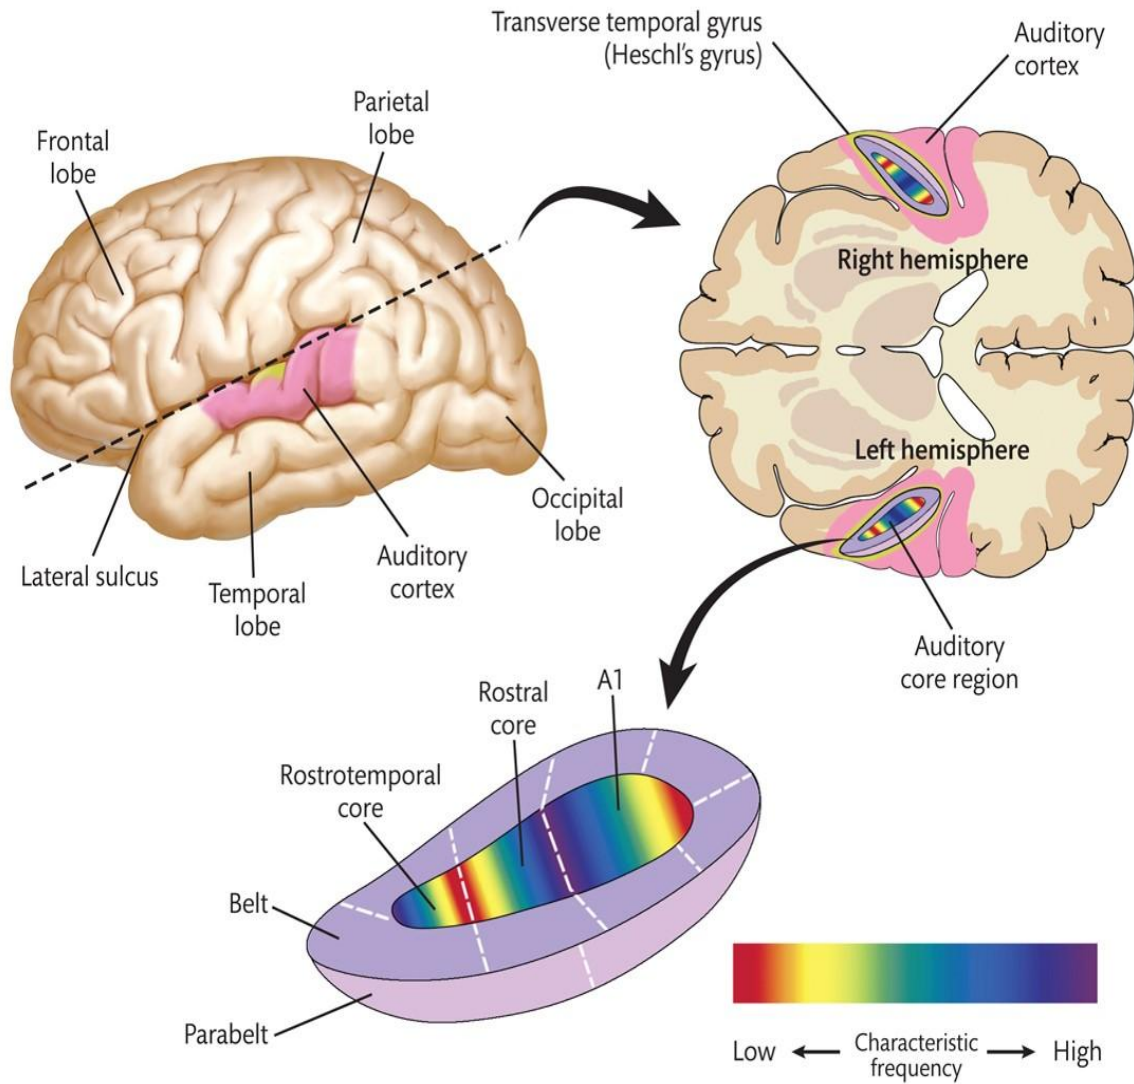 Transverse temporal gyrus
(Heschl's gyrus)
Auditory
cortex
Parietal
lobe
Frontal
lobe
Right hemisphere
Left hemisphere
Occipital
lobe
Auditory
cortex
Lateral sulcus
Temporal
lobe
Auditory
core region
A1
Rostral
core
Rostrotemporal
core
Belt
Parabelt
Low
Characteristic
frequency
High